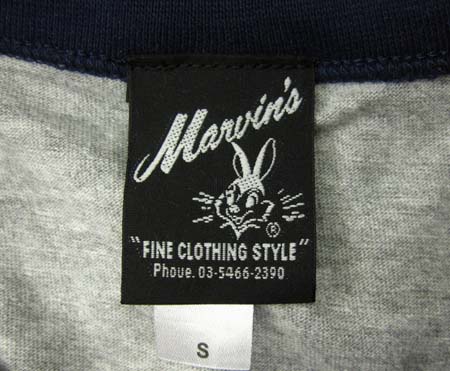 Marvin's
®
"FINE CLOTHING STYLE"
Phoue. 03-5466-2390
S